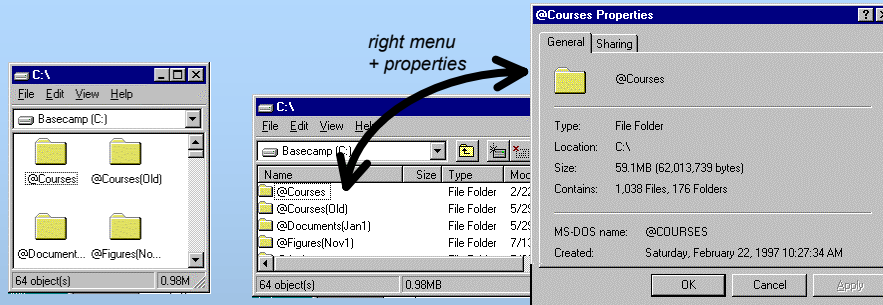 right menu
+ properties
C:\
File Edit View Help
Basecamp (C:)
@Courses @Courses(Old)
@Document... @Figures(No...
64 object(s) 0.98M
C:\
File Edit View Help
Basecamp (C:)
Name Size Type
@Courses File Folder 2/22
@Courses(Old) File Folder 5/29
@Documents(Jan1) File Folder 5/29
@Figures(Nov1) File Folder 7/13
64 object(s) 0.98MB
@Courses Properties
General Sharing
@Courses
Type: File Folder
Location: C:\
Size: 59.1MB (62,013,739 bytes)
Contains: 1,038 Files, 176 Folders
MS-DOS name: @COURSES
Created: Saturday, February 22, 1997 10:27:34 AM
OK Cancel Apply